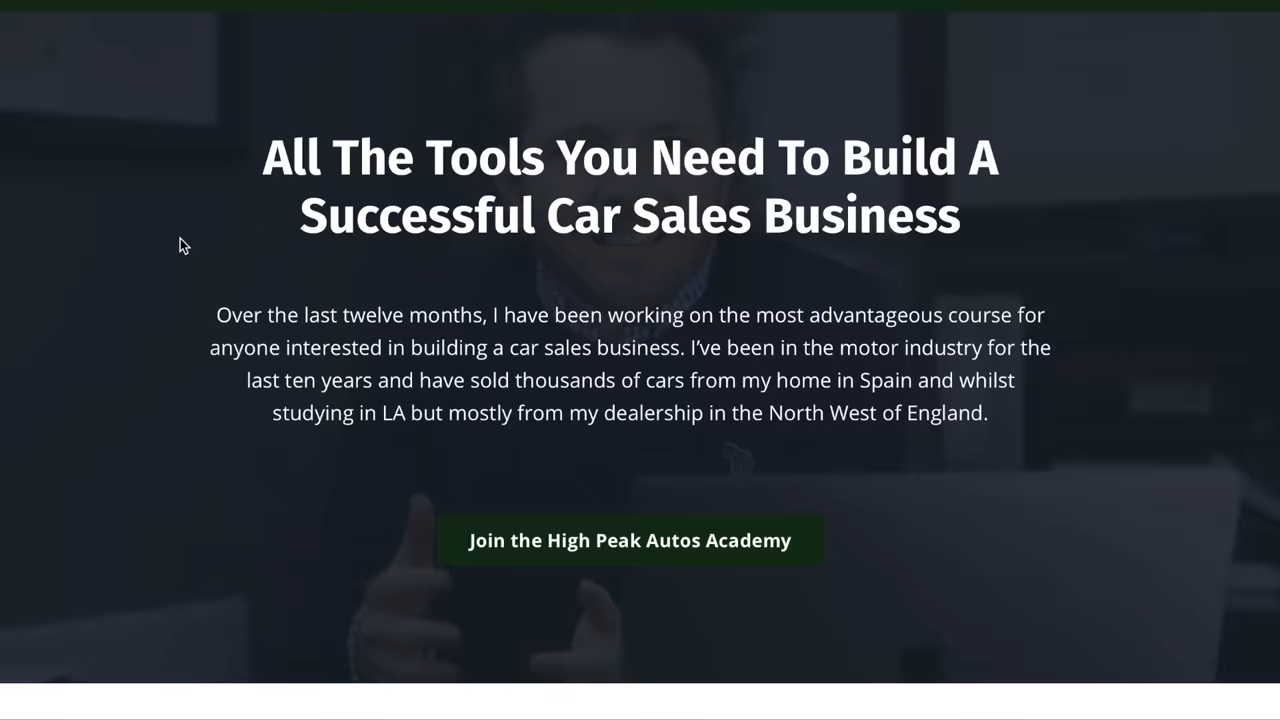 All The Tools You Need To Build A
Successful Car Sales Business
Over the last twelve months, I have been working on the most advantageous course for
anyone interested in building a car sales business. I’ve been in the motor industry for the
last ten years and have sold thousands of cars from my home in Spain and whilst
studying in LA but mostly from my dealership in the North West of England.
Join the High Peak Autos Academy